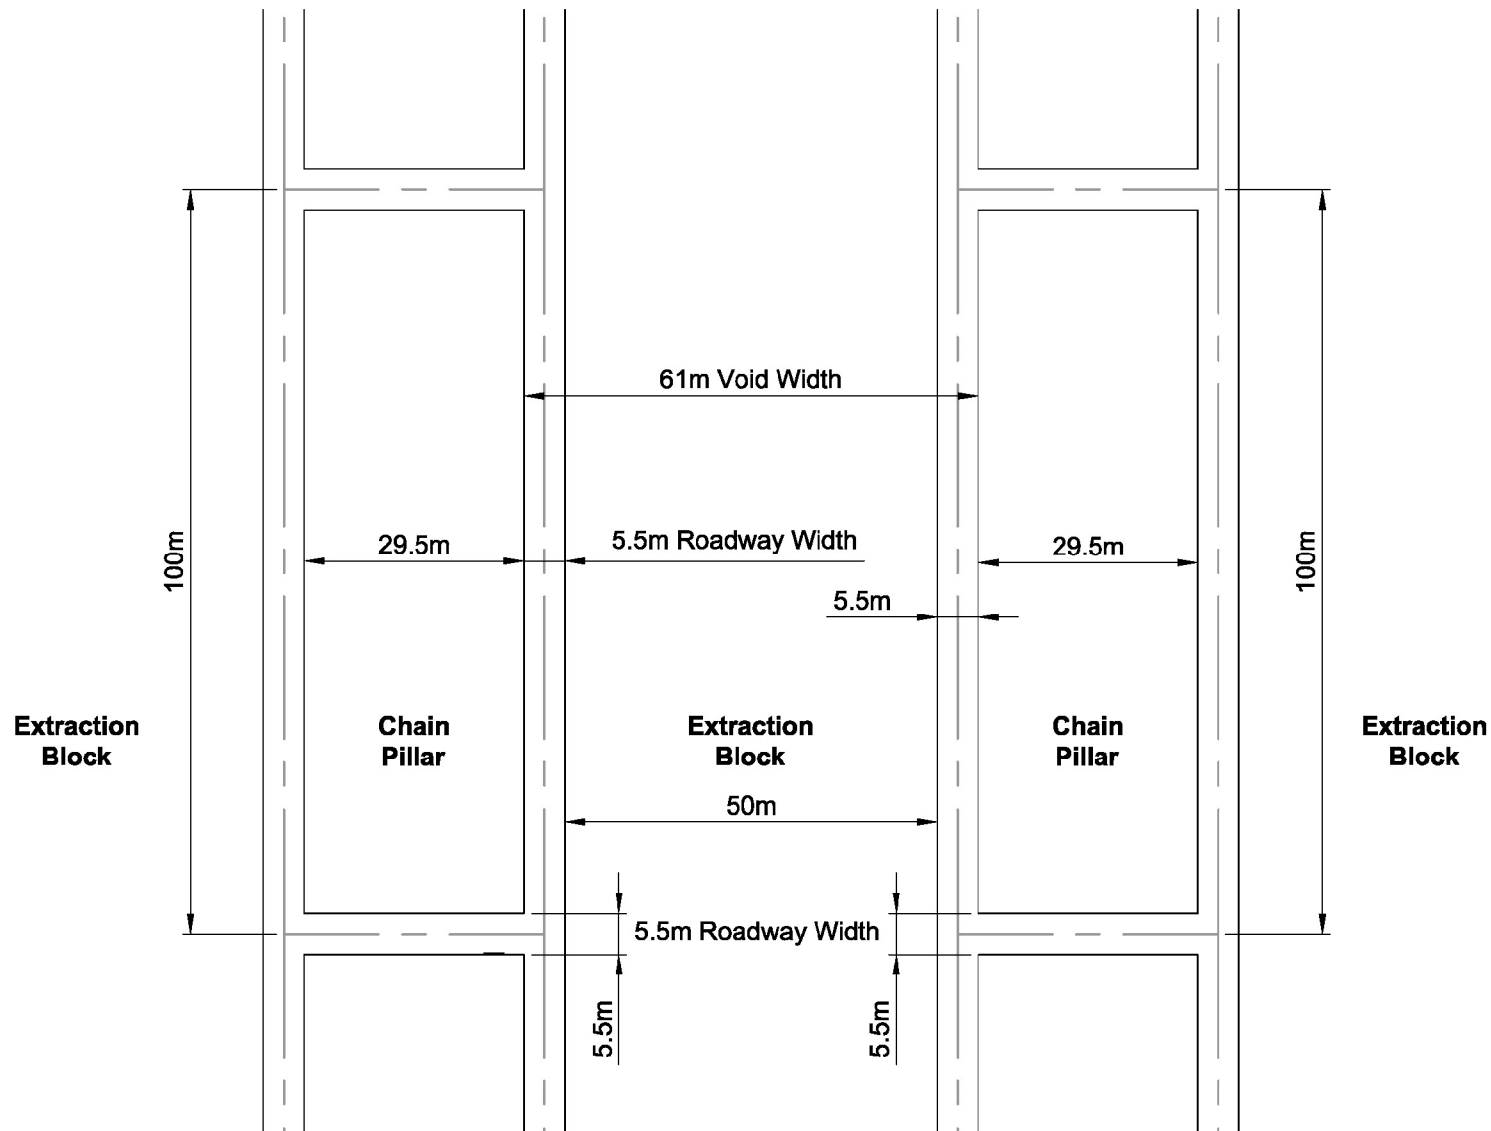 61m Void Width
29.5m
5.5m Roadway Width
29.5m
100m
100m
5.5m
Extraction
Block
Chain
Pillar
Extraction
Block
Chain
Pillar
Extraction
Block
50m
5.5m Roadway Width
5.5m
5.5m